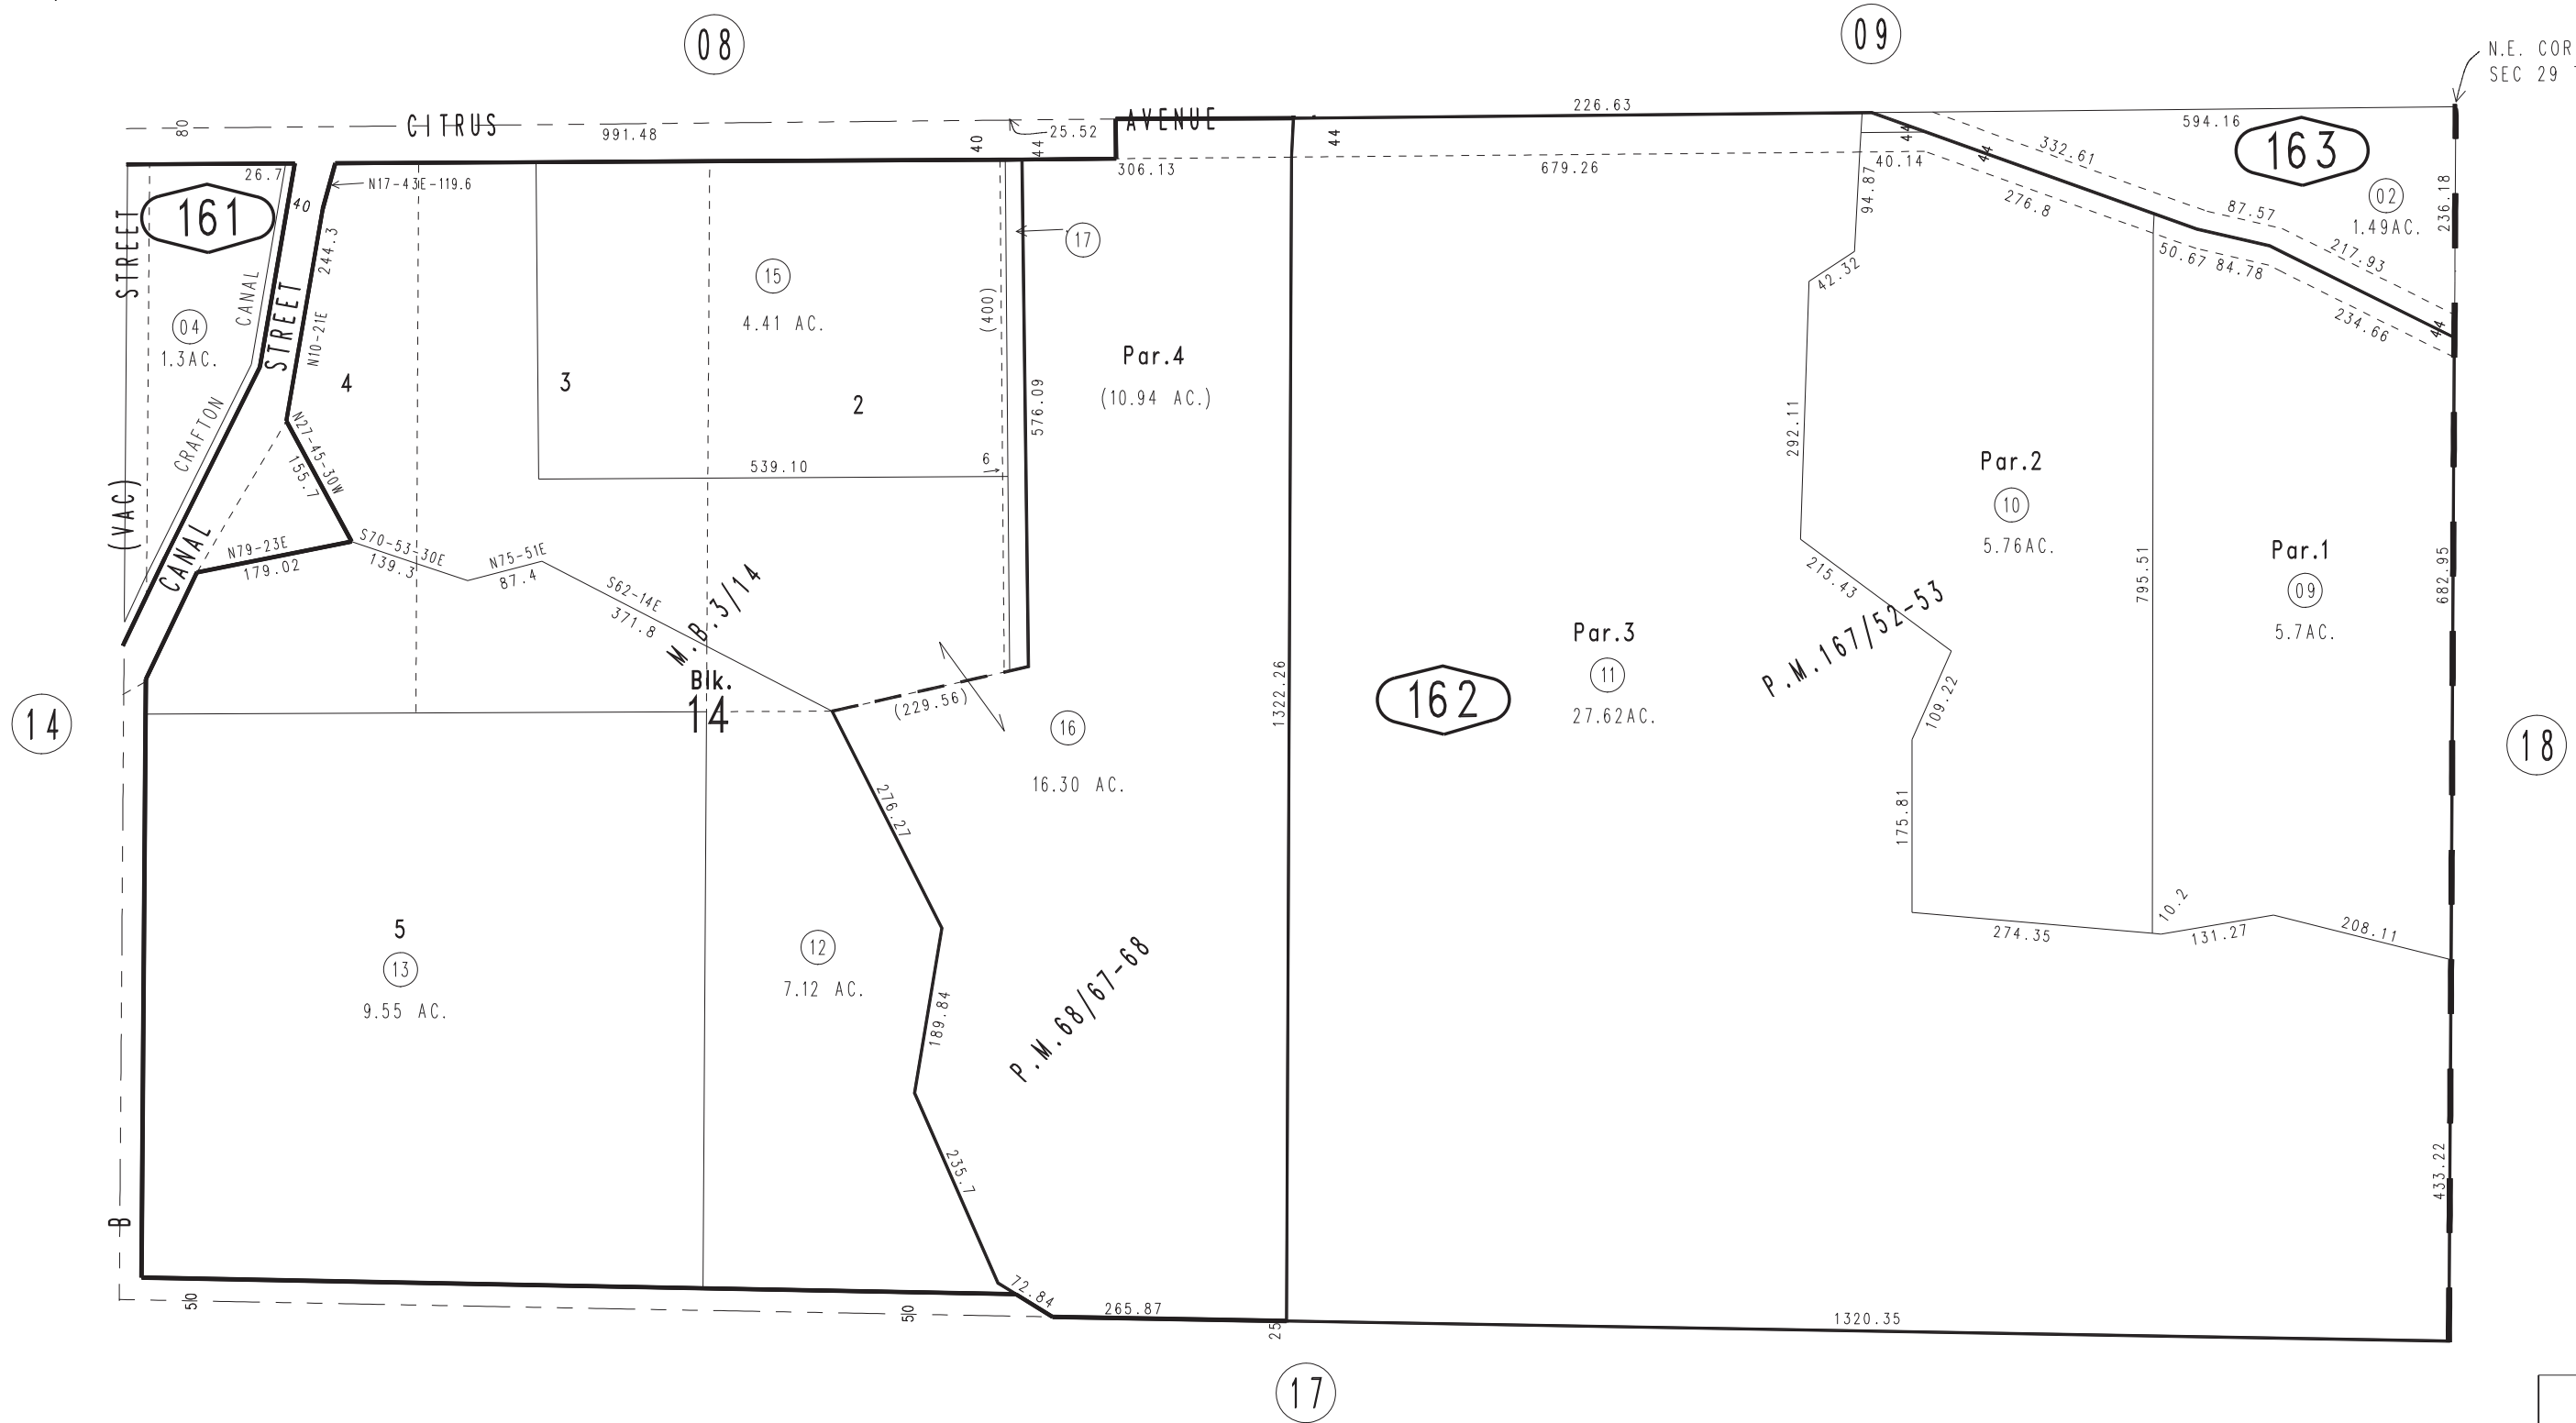 08
09
N.E. COR
SEC 29
CITRUS
AVENUE
80
991.48
40
44
25.52
306.13
44
226.63
679.26
594.16
44
40.14
44
332.61
276.8
163
02
1.49AC.
236.18
87.57
217.93
50.67
84.78
234.66
44
94.87
42.32
26.7
161
40
N17-43E-119.6
STREET
(VAC)
04
1.3AC.
CANAL
CRAFTON
STREET
CANAL
244.3
N10-21E
N27-45-30W
155.7
N79-23E
179.02
4
3
2
15
4.41 AC.
(400)
17
576.09
539.10
6
Par.4
(10.94 AC.)
S70-53-30E
139.3
N75-51E
87.4
S62-14E
371.8
M.B.3/14
Blk.
14
(229.56)
16
16.30 AC.
1322.26
292.11
215.43
109.22
175.81
274.35
10.2
131.27
208.11
Par.2
10
5.76AC.
795.51
Par.1
09
5.7AC.
682.95
Par.3
11
27.62AC.
162
P.M.167/52-53
14
18
276.27
189.84
235.7
72.84
5
13
9.55 AC.
12
7.12 AC.
P.M.68/67-68
433.22
B
50
50
265.87
25
1320.35
17